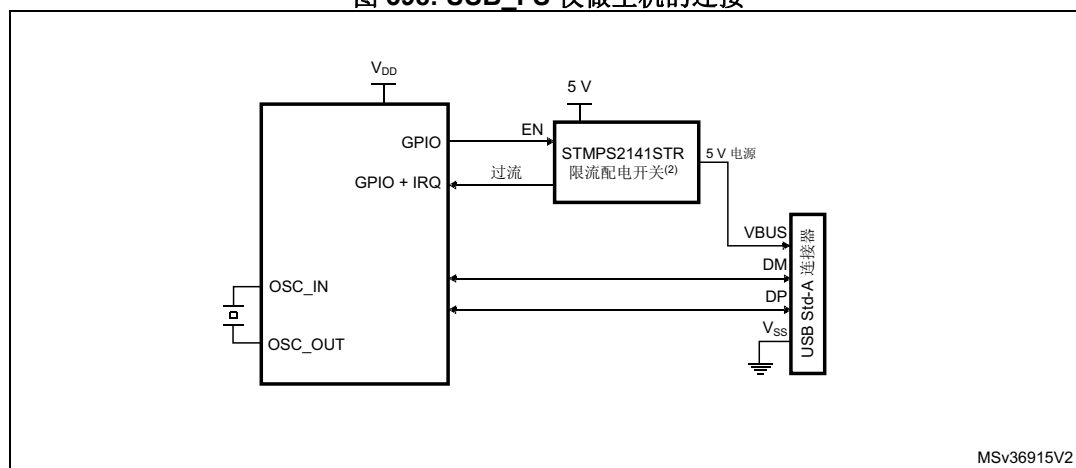 图 USB_FS 仅做主机的连接
VDD
5 V
GPIO
EN
STMPS2141STR
限流配电开关(2)
5 V 电源
GPIO + IRQ
过流
VBUS
DM
DP
VSS
USB Std-A 连接器
OSC_IN
OSC_OUT
MSv36915V2